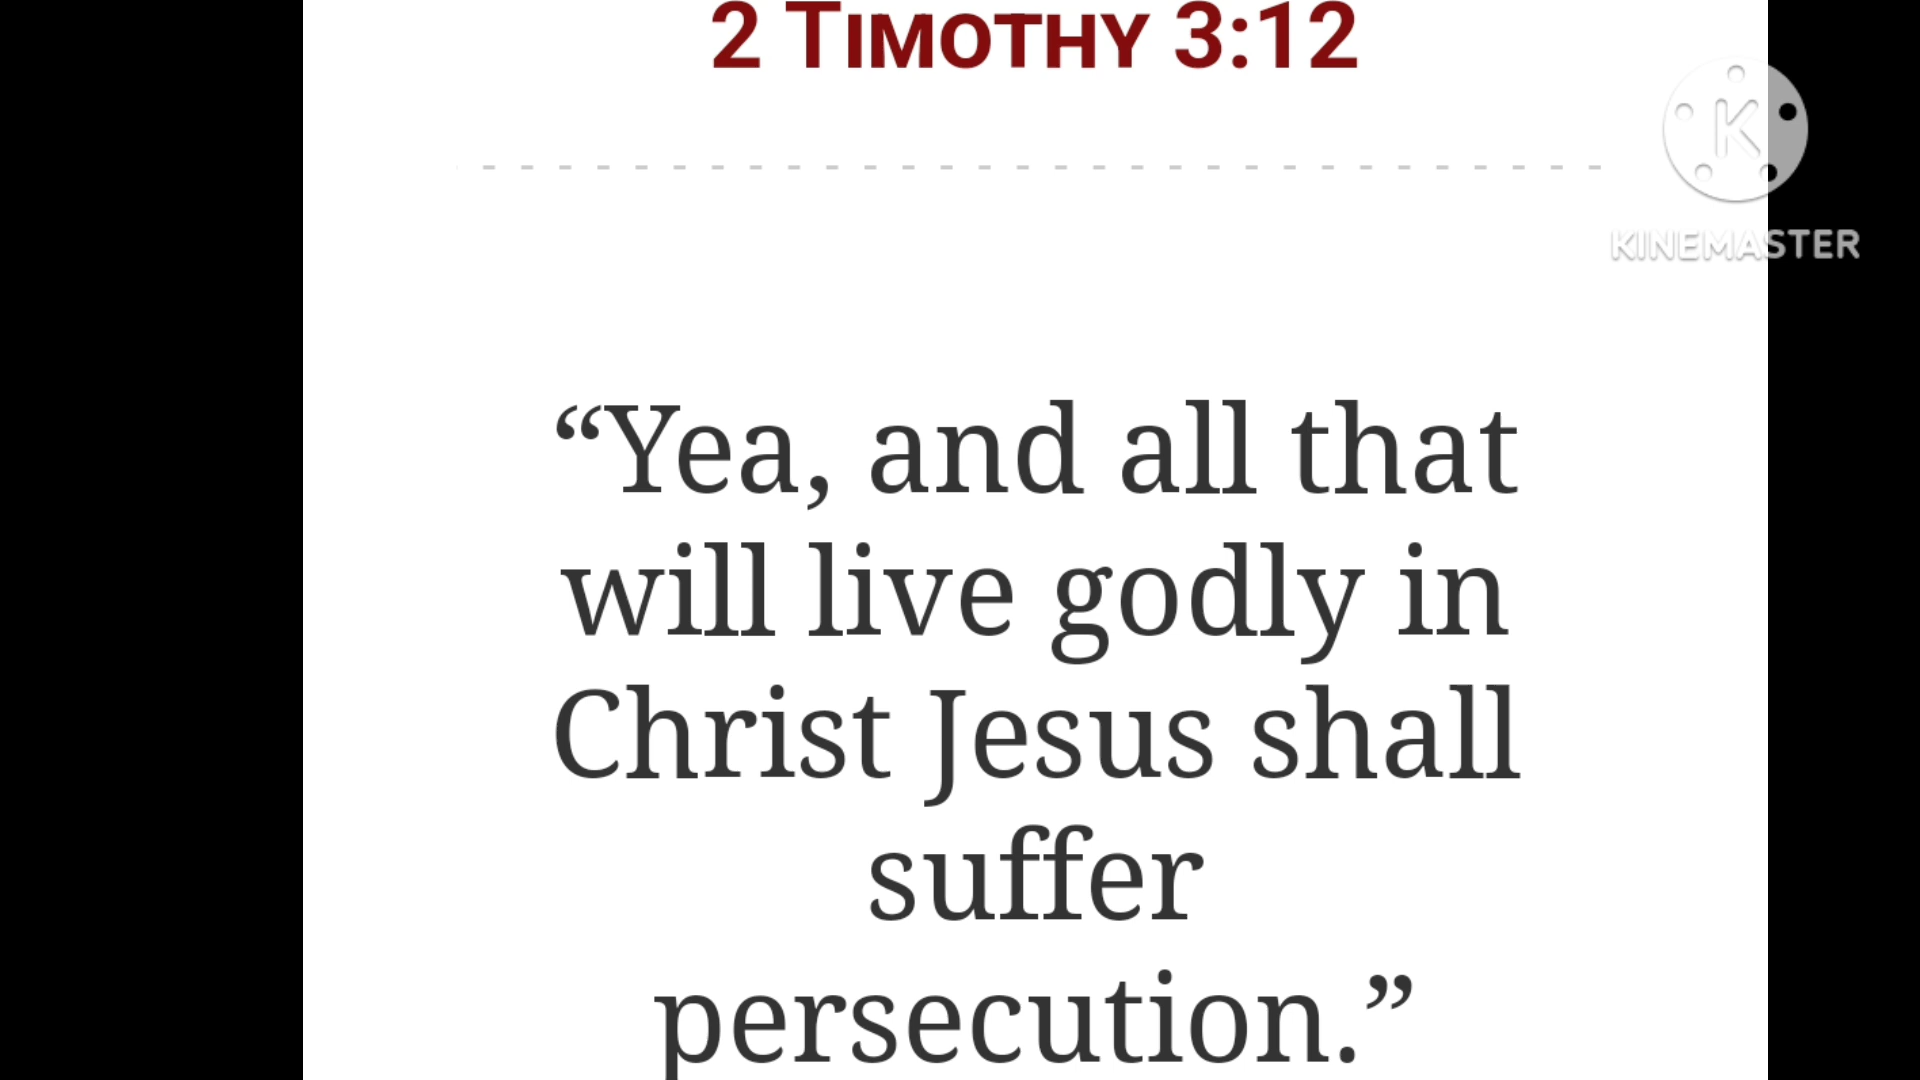 2 TIMOTHY 3:12
K
KINEMASTER
“Yea, and all that
will live godly in
Christ Jesus shall
suffer
persecution.”